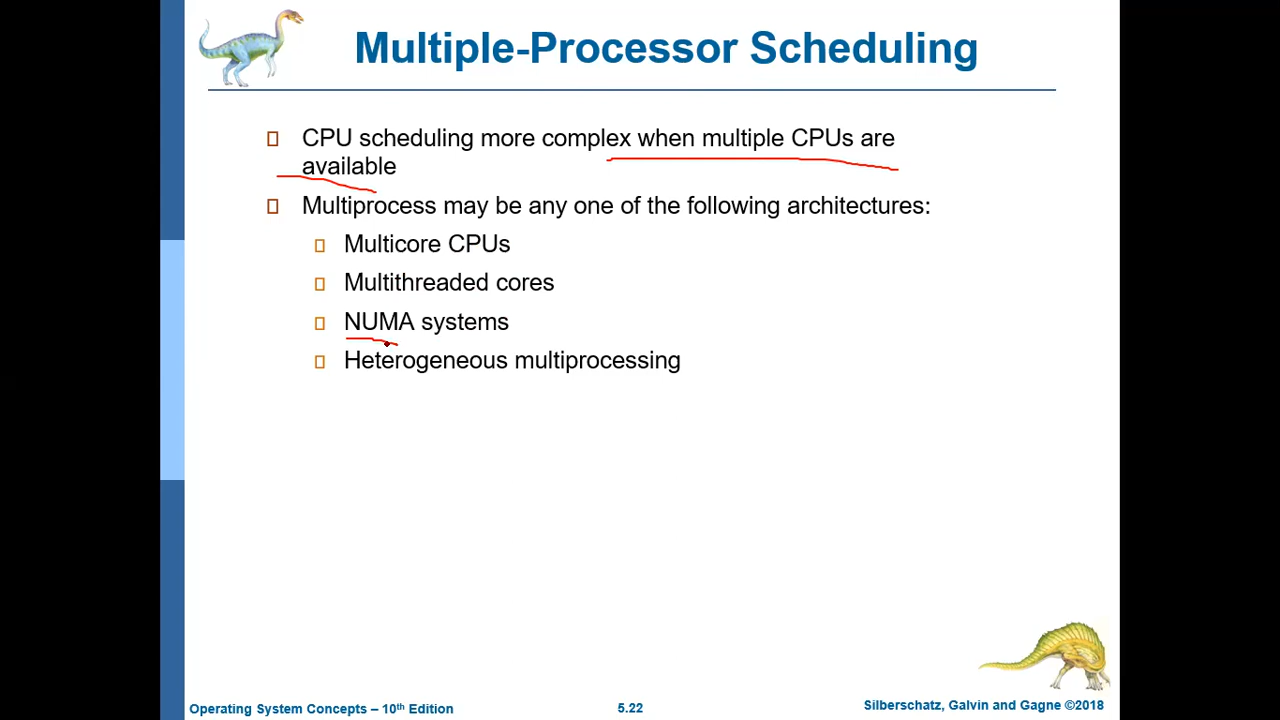 Multiple-Processor Scheduling
CPU scheduling more complex when multiple CPUs are
available
Multiprocess may be any one of the following architectures:
Multicore CPUs
Multithreaded cores
NUMA systems
Heterogeneous multiprocessing
Operating System Concepts – 10th Edition
5.22
Silberschatz, Galvin and Gagne ©2018